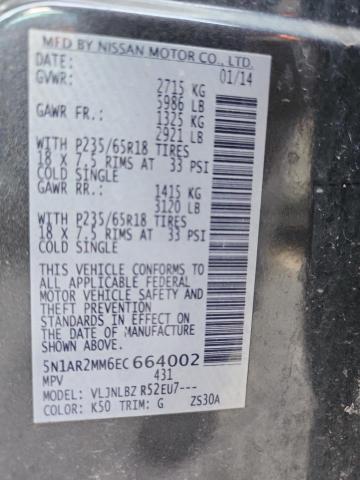 MFD BY NISSAN MOTOR CO., LTD.
DATE: 01/14
GVWR: 2715 KG
5986 LB
GAWR FR.: 1325 KG
2921 LB
WITH P235/65R18 TIRES
18 X 7.5 RIMS AT 33 PSI
COLD SINGLE
GAWR RR.: 1415 KG
3120 LB
WITH P235/65R18 TIRES
18 X 7.5 RIMS AT 33 PSI
COLD SINGLE
THIS VEHICLE CONFORMS TO
ALL APPLICABLE FEDERAL
MOTOR VEHICLE SAFETY AND
THEFT PREVENTION
STANDARDS IN EFFECT ON
THE DATE OF MANUFACTURE
SHOWN ABOVE.
5N1AR2MM6EC664002
MPV 431
MODEL: VLJNLBZ R52EU7---
COLOR: K50 TRIM: G ZS30A